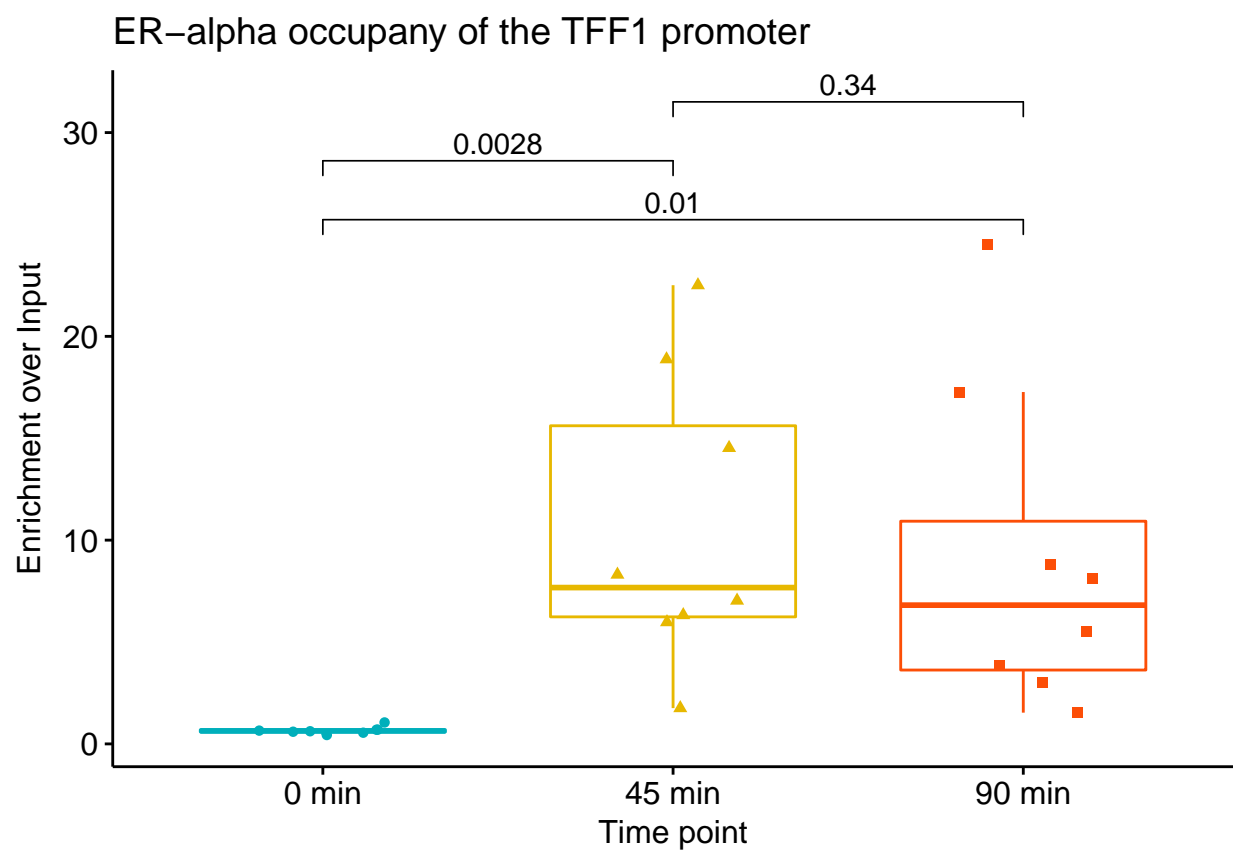 ER−alpha occupany of the TFF1 promoter
0.34
0.0028
0.01
Enrichment over Input
30
20
10
0
0 min
45 min
90 min
Time point